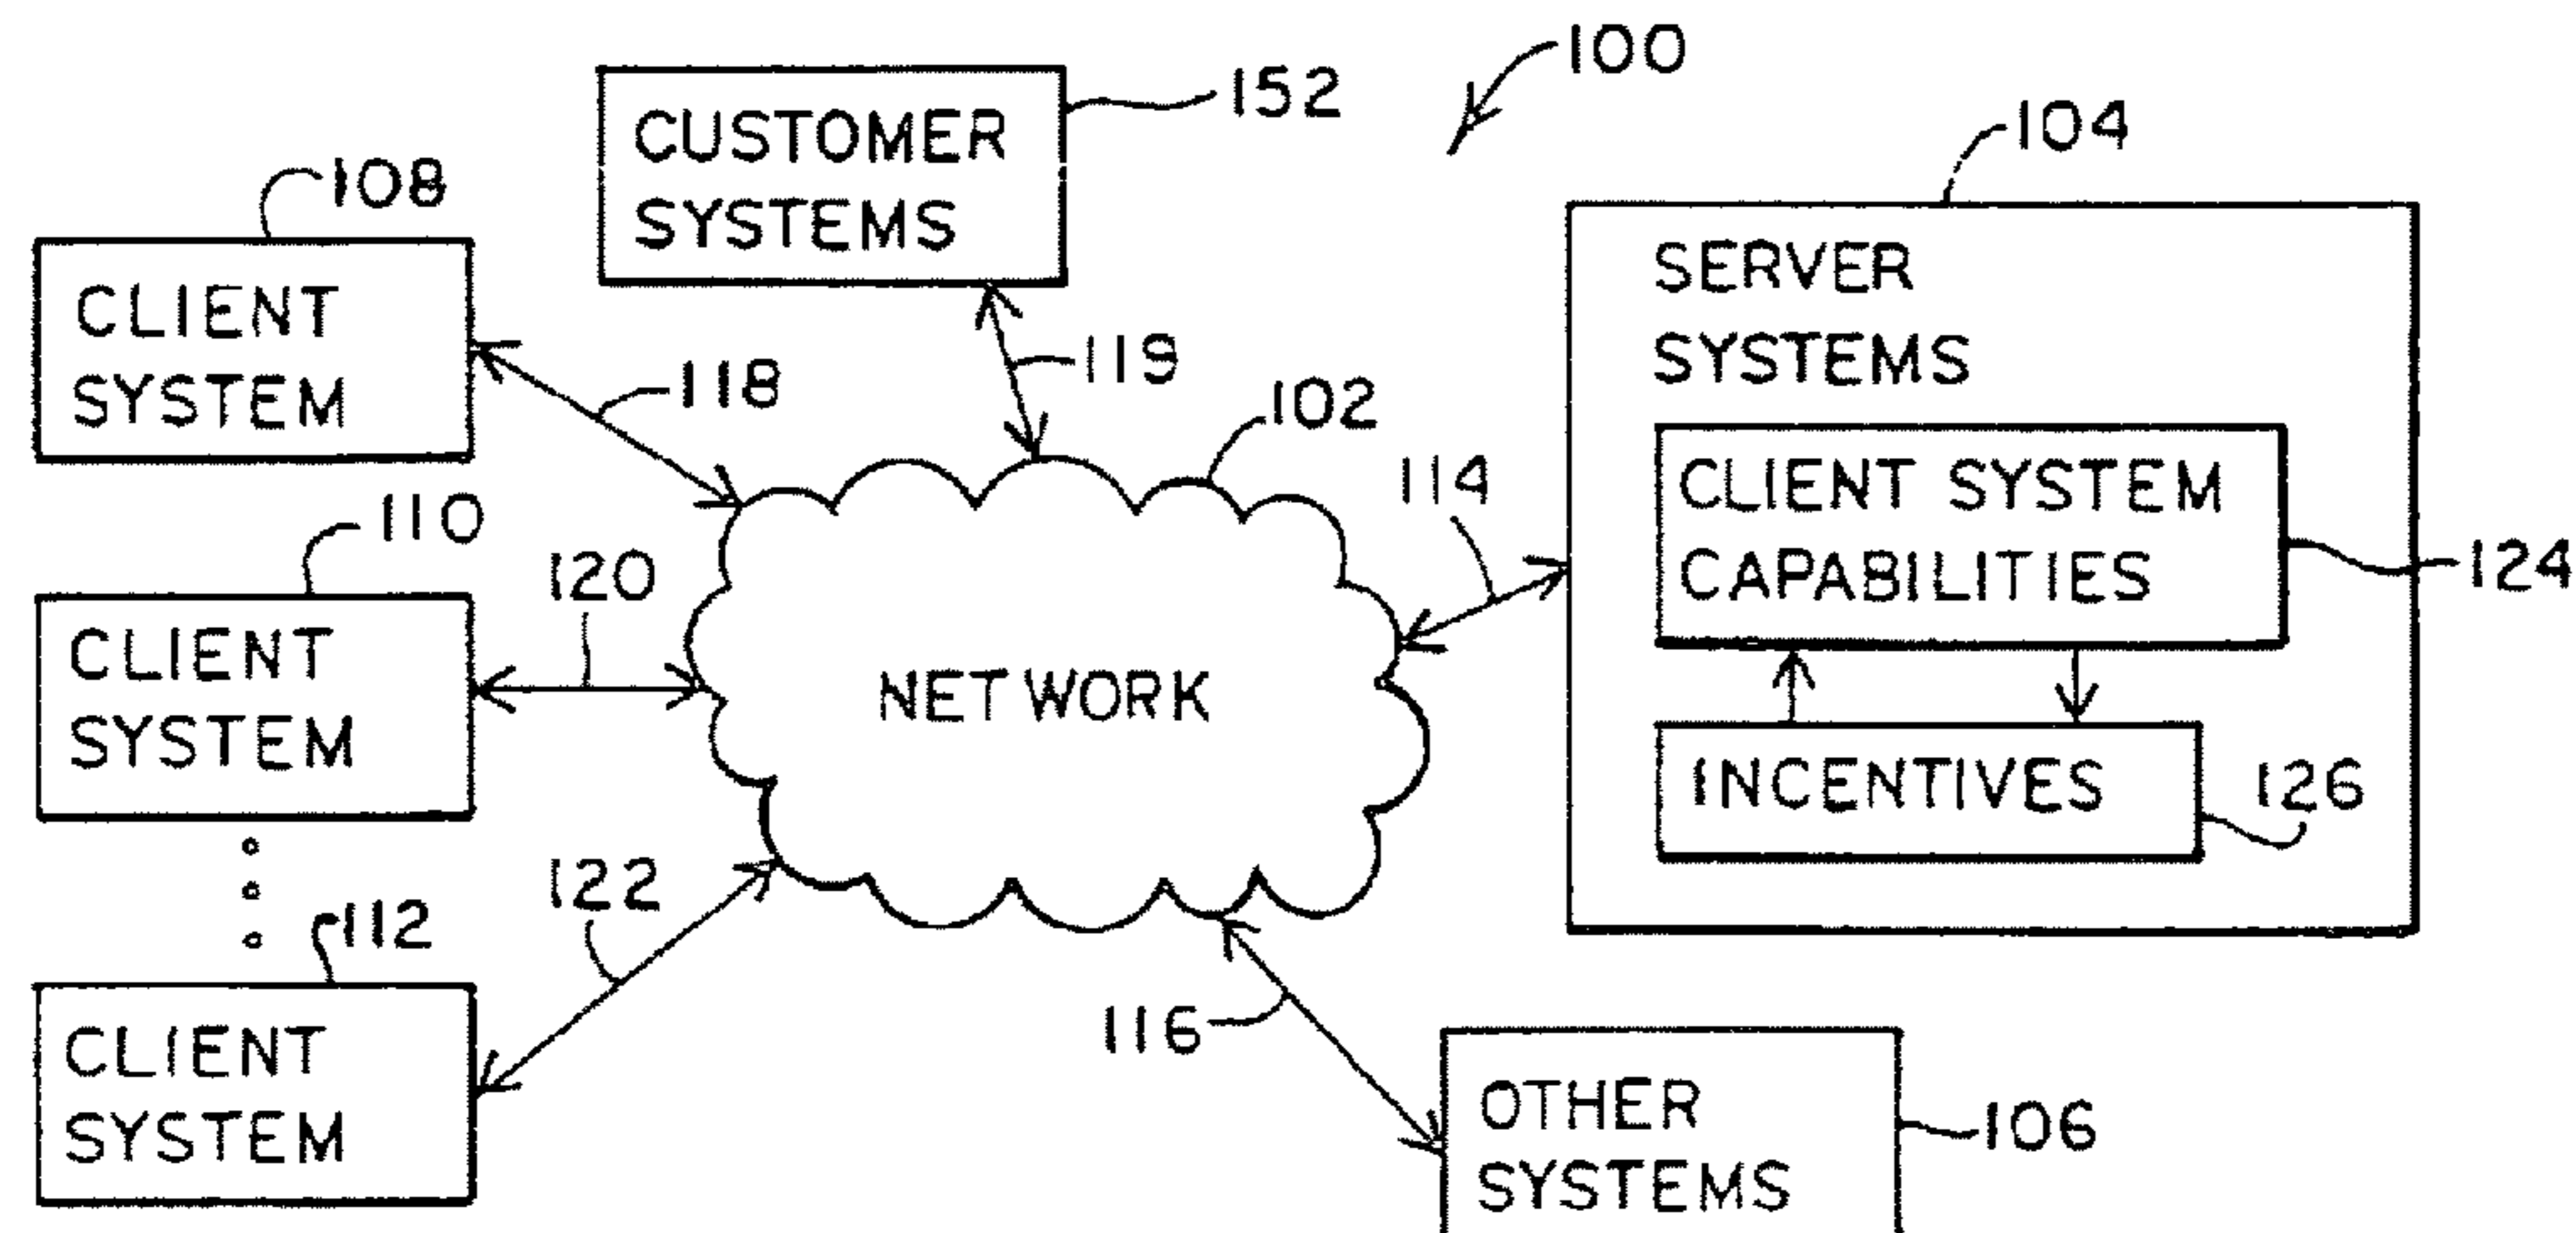 100
152
CUSTOMER
SYSTEMS
104
108
CLIENT
SYSTEM
118
119
102
114
SERVER
SYSTEMS
CLIENT SYSTEM
CAPABILITIES
124
INCENTIVES
126
110
CLIENT
SYSTEM
120
NETWORK
122
112
CLIENT
SYSTEM
116
OTHER
SYSTEMS
106